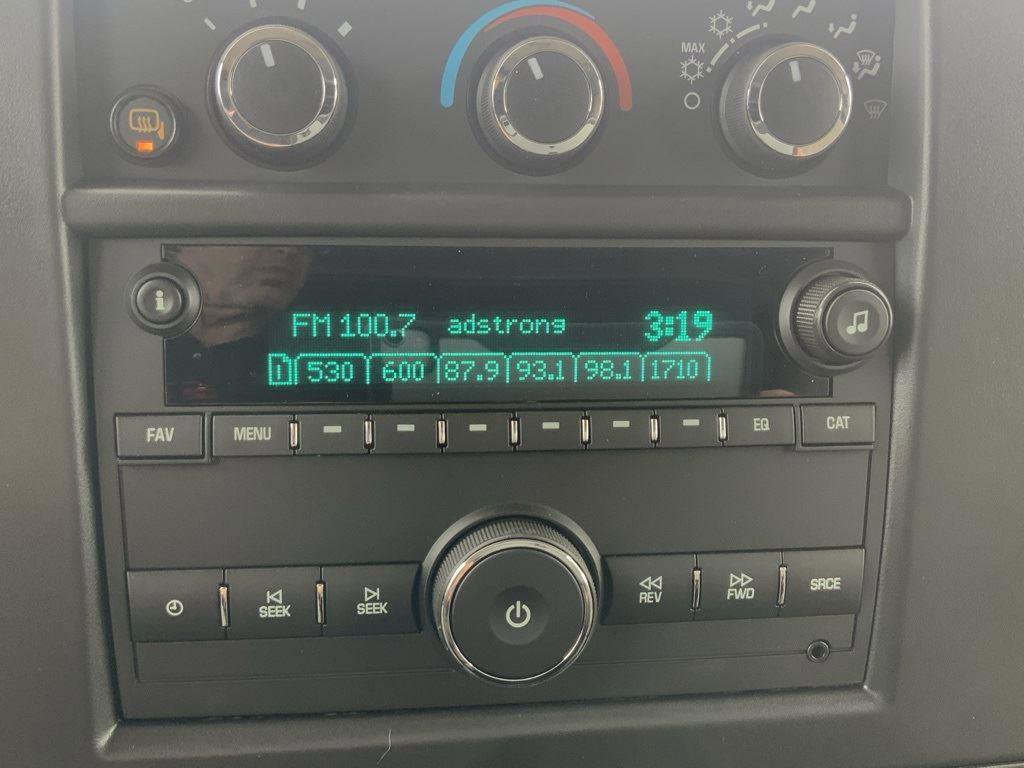 MAX
i
FM 100.7 adstrong 3:19
D 530 600 87.9 93.1 98.1 1710
FAV MENU EQ CAT
SEEK SEEK REV FWD SRCE